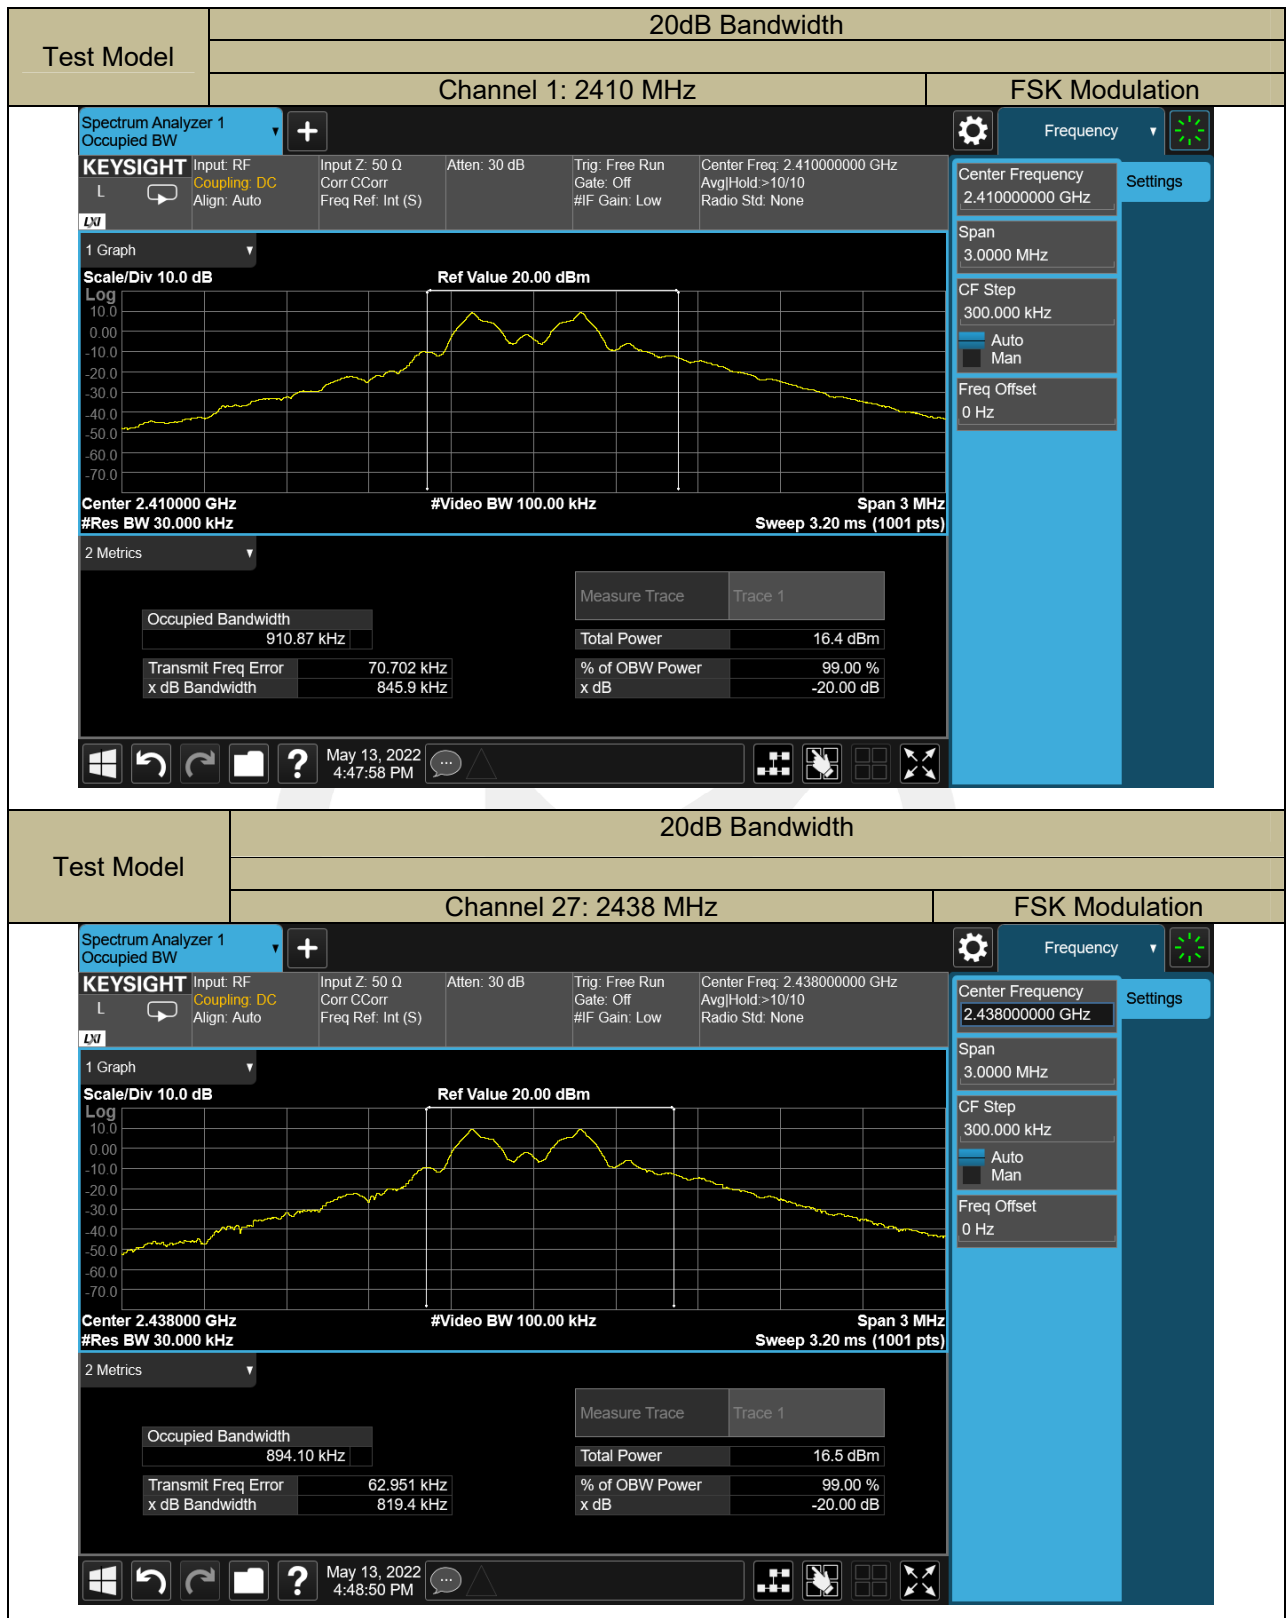 Test Model
20dB Bandwidth
Channel 1: 2410 MHz
FSK Modulation
Spectrum Analyzer 1
Occupied BW
Frequency
KEYSIGHT
L
LXI
Input: RF
Coupling: DC
Align: Auto
Input Z: 50 Ω
Corr CCorr
Freq Ref: Int (S)
Atten: 30 dB
Trig: Free Run
Gate: Off
#IF Gain: Low
Center Freq: 2.410000000 GHz
Avg|Hold:>10/10
Radio Std: None
Center Frequency
2.410000000 GHz
Settings
Span
3.0000 MHz
CF Step
300.000 kHz
Auto
Man
Freq Offset
0 Hz
1 Graph
Scale/Div 10.0 dB
Ref Value 20.00 dBm
Log
10.0
0.00
-10.0
-20.0
-30.0
-40.0
-50.0
-60.0
-70.0
Center 2.410000 GHz
#Video BW 100.00 kHz
Span 3 MHz
#Res BW 30.000 kHz
Sweep 3.20 ms (1001 pts)
2 Metrics
Measure Trace
Trace 1
Occupied Bandwidth
910.87 kHz
Total Power
16.4 dBm
Transmit Freq Error
70.702 kHz
% of OBW Power
99.00 %
x dB Bandwidth
845.9 kHz
x dB
-20.00 dB
?
May 13, 2022
4:47:58 PM
Test Model
20dB Bandwidth
Channel 27: 2438 MHz
FSK Modulation
Spectrum Analyzer 1
Occupied BW
Frequency
KEYSIGHT
L
LXI
Input: RF
Coupling: DC
Align: Auto
Input Z: 50 Ω
Corr CCorr
Freq Ref: Int (S)
Atten: 30 dB
Trig: Free Run
Gate: Off
#IF Gain: Low
Center Freq: 2.438000000 GHz
Avg|Hold:>10/10
Radio Std: None
Center Frequency
2.438000000 GHz
Settings
Span
3.0000 MHz
CF Step
300.000 kHz
Auto
Man
Freq Offset
0 Hz
1 Graph
Scale/Div 10.0 dB
Ref Value 20.00 dBm
Log
10.0
0.00
-10.0
-20.0
-30.0
-40.0
-50.0
-60.0
-70.0
Center 2.438000 GHz
#Video BW 100.00 kHz
Span 3 MHz
#Res BW 30.000 kHz
Sweep 3.20 ms (1001 pts)
2 Metrics
Measure Trace
Trace 1
Occupied Bandwidth
894.10 kHz
Total Power
16.5 dBm
Transmit Freq Error
62.951 kHz
% of OBW Power
99.00 %
x dB Bandwidth
819.4 kHz
x dB
-20.00 dB
?
May 13, 2022
4:48:50 PM